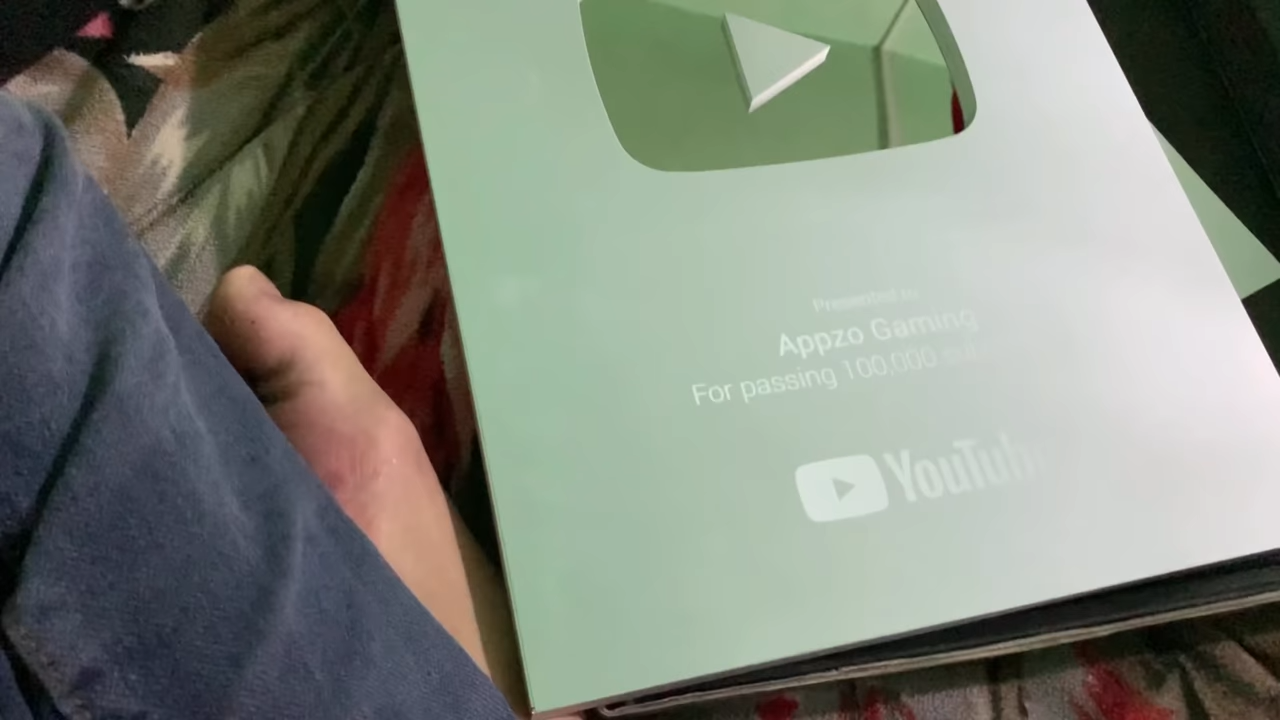 Presented to
Appzo Gaming
For passing 100,000
YouTube